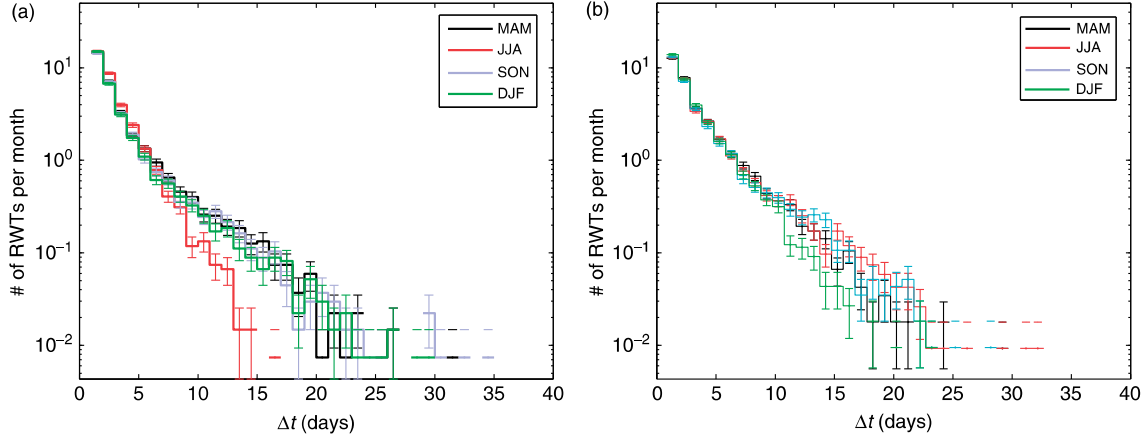 (a)
MAM
JJA
SON
DJF
10^1
10^0
10^−1
10^−2
# of RWTs per month
0 5 10 15 20 25 30 35 40
Δt (days)
(b)
MAM
JJA
SON
DJF
10^1
10^0
10^−1
10^−2
# of RWTs per month
0 5 10 15 20 25 30 35 40
Δt (days)